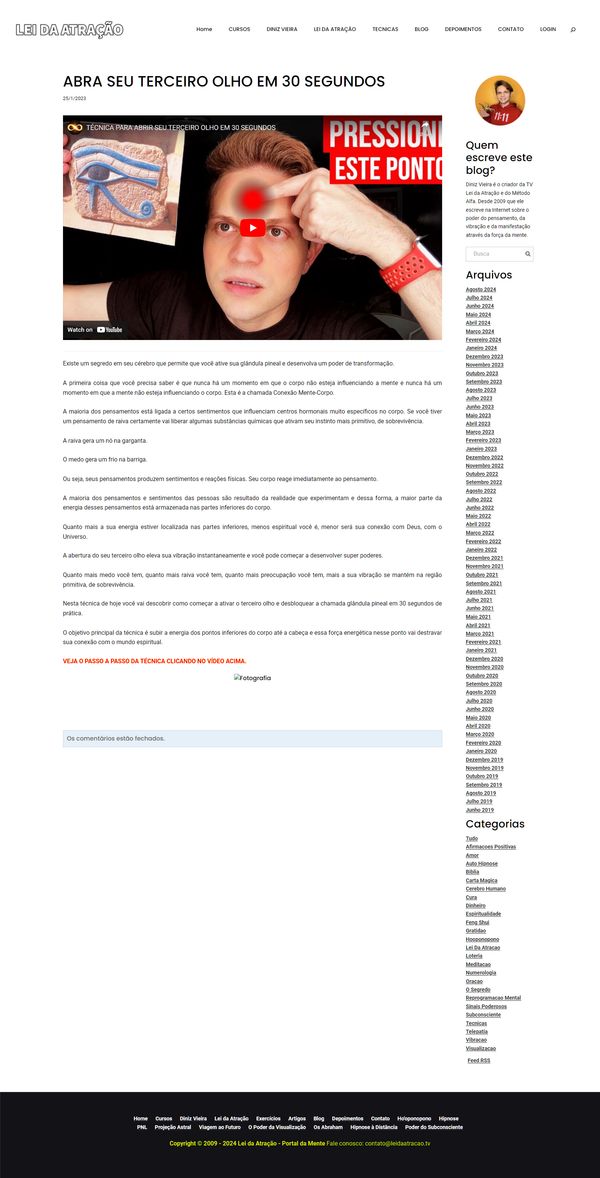 LEI DA ATRAÇÃO
Home CURSOS DINIZ VIEIRA LEI DA ATRAÇÃO TECNICAS BLOG DEPOIMENTOS CONTATO LOGIN
ABRA SEU TERCEIRO OLHO EM 30 SEGUNDOS
25/1/2023
TÉCNICA PARA ABRIR SEU TERCEIRO OLHO EM 30 SEGUNDOS
PRESSIONE
ESTE PONTO
Watch on YouTube
Existe um segredo em seu cérebro que permite que você ative sua glândula pineal e desenvolva um poder de transformação.
A primeira coisa que você precisa saber é que nunca há um momento em que o corpo não esteja influenciando a mente e nunca há um
momento em que a mente não esteja influenciando o corpo. Esta é a chamada Conexão Mente-Corpo.
A maioria dos pensamentos está ligada a certos sentimentos que influenciam centros hormonais muito específicos no corpo. Se você tiver
um pensamento de raiva certamente vai liberar algumas substâncias químicas que ativam seu instinto mais primitivo, de sobrevivência.
A raiva gera um nó na garganta.
O medo gera um frio na barriga.
Ou seja, seus pensamentos produzem sentimentos e reações físicas. Seu corpo reage imediatamente ao pensamento.
A maioria dos pensamentos e sentimentos das pessoas são resultado da realidade que experimentam e dessa forma, a maior parte da
energia desses pensamentos está armazenada nas partes inferiores do corpo.
Quanto mais a sua energia estiver localizada nas partes inferiores, menos espiritual você é, menor será sua conexão com Deus, com o
Universo.
A abertura do seu terceiro olho eleva sua vibração instantaneamente e você pode começar a desenvolver super poderes.
Quanto mais medo você tem, quanto mais raiva você tem, quanto mais preocupação você tem, mais a sua vibração se mantém na região
primitiva, de sobrevivência.
Nesta técnica de hoje você vai descobrir como começar a ativar o terceiro olho e desbloquear a chamada glândula pineal em 30 segundos de
prática.
O objetivo principal da técnica é subir a energia dos pontos inferiores do corpo até a cabeça e essa força energética nesse ponto vai destravar
sua conexão com o mundo espiritual.
VEJA O PASSO A PASSO DA TÉCNICA CLICANDO NO VÍDEO ACIMA.
Fotografia
Os comentários estão fechados.
11:11
Quem
escreve este
blog?
Diniz Vieira é o criador da TV
Lei da Atração e do Método
Alfa. Desde 2009 que ele
escreve na Internet sobre o
poder do pensamento, da
vibração e da manifestação
através da força da mente.
Busca
Arquivos
Agosto 2024
Julho 2024
Junho 2024
Maio 2024
Abril 2024
Março 2024
Fevereiro 2024
Janeiro 2024
Dezembro 2023
Novembro 2023
Outubro 2023
Setembro 2023
Agosto 2023
Julho 2023
Junho 2023
Maio 2023
Abril 2023
Março 2023
Fevereiro 2023
Janeiro 2023
Dezembro 2022
Novembro 2022
Outubro 2022
Setembro 2022
Agosto 2022
Julho 2022
Junho 2022
Maio 2022
Abril 2022
Março 2022
Fevereiro 2022
Janeiro 2022
Dezembro 2021
Novembro 2021
Outubro 2021
Setembro 2021
Agosto 2021
Julho 2021
Junho 2021
Maio 2021
Abril 2021
Março 2021
Fevereiro 2021
Janeiro 2021
Dezembro 2020
Novembro 2020
Outubro 2020
Setembro 2020
Agosto 2020
Julho 2020
Junho 2020
Maio 2020
Abril 2020
Março 2020
Fevereiro 2020
Janeiro 2020
Dezembro 2019
Novembro 2019
Outubro 2019
Setembro 2019
Agosto 2019
Julho 2019
Junho 2019
Categorias
Tudo
Afirmacoes Positivas
Amor
Auto Hipnose
Biblia
Carta Magica
Cerebro Humano
Cura
Dinheiro
Espiritualidade
Feng Shui
Gratidao
Hooponopono
Lei Da Atracao
Loteria
Meditacao
Numerologia
Oracao
O Segredo
Reprogramacao Mental
Sinais Poderosos
Subconsciente
Tecnicas
Telepatia
Vibracao
Visualizacao
Feed RSS
Home Cursos Diniz Vieira Lei da Atração Exercícios Artigos Blog Depoimentos Contato Ho'oponopono Hipnose
PNL Projeção Astral Viagem ao Futuro O Poder da Visualização Os Abraham Hipnose à Distância Poder do Subconsciente
Copyright © 2009 - 2024 Lei da Atração - Portal da Mente Fale conosco: contato@leidaatracao.tv